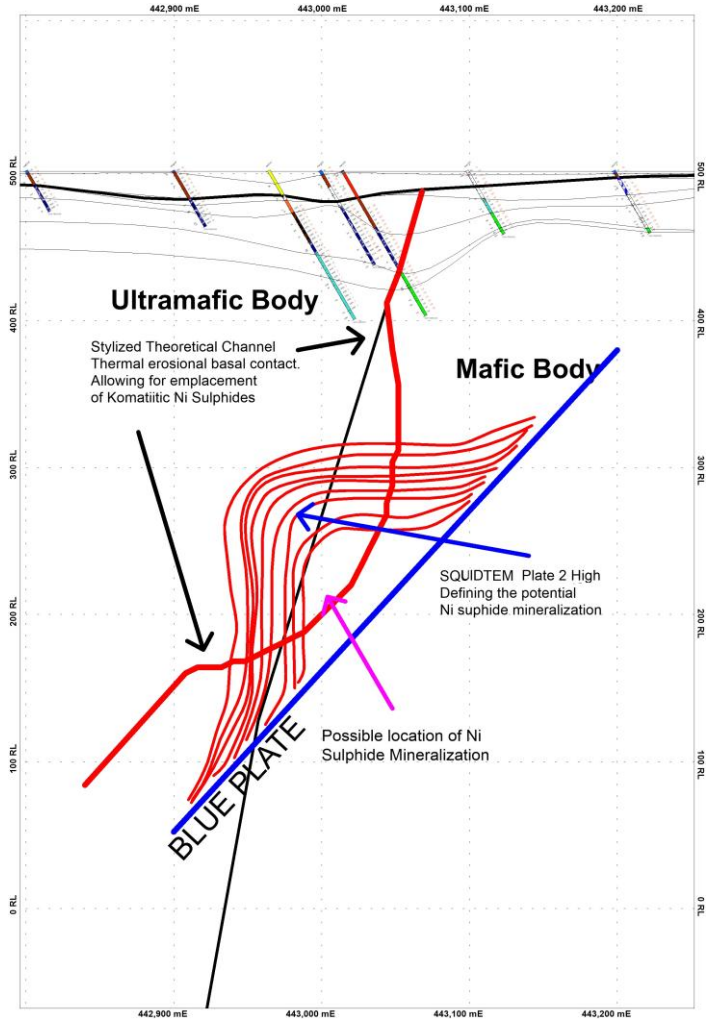 442,900 mE
443,000 mE
443,100 mE
443,200 mE
500 RL
500 RL
Ultramafic Body
400 RL
400 RL
Stylized Theoretical Channel
Thermal erosional basal contact.
Allowing for emplacement
of Komatiitic Ni Sulphides
Mafic Body
300 RL
300 RL
SQUIDTEM Plate 2 High
Defining the potential
Ni suphide mineralization
200 RL
200 RL
Possible location of Ni
Sulphide Mineralization
BLUE PLATE
100 RL
100 RL
0 RL
0 RL
442,900 mE
443,000 mE
443,100 mE
443,200 mE